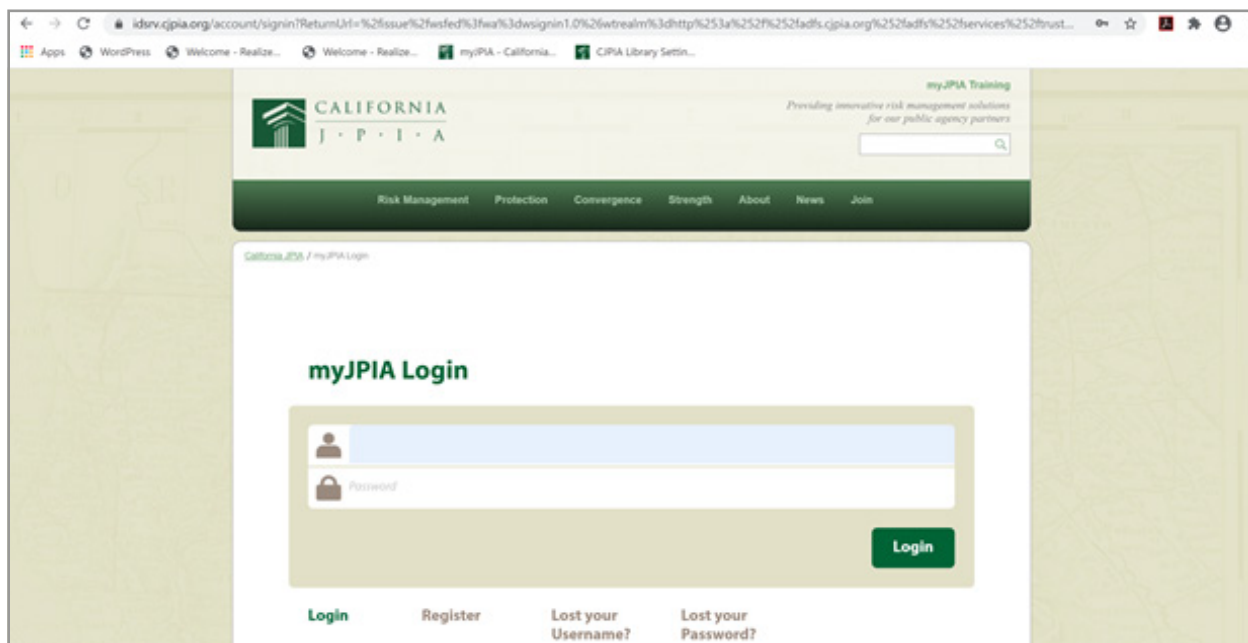 idsrv.cjpia.org/account/signin?ReturnUrl=%2fissue%2fwsfed%3fwa%3dwsignin1.0%26wtrealm%3dhttp%253a%252f%252fadfs.cjpia.org%252fadfs%252fservices%252ftrust...
Apps WordPress Welcome - Realize... Welcome - Realize... myJPIA - California... CJPIA Library Settin...
myJPIA Training
CALIFORNIA
J · P · I · A
Providing innovative risk management solutions
for our public agency partners
Risk Management Protection Convergence Strength About News Join
California JPIA / myJPIA Login
myJPIA Login
Password
Login
Login Register Lost your Username? Lost your Password?